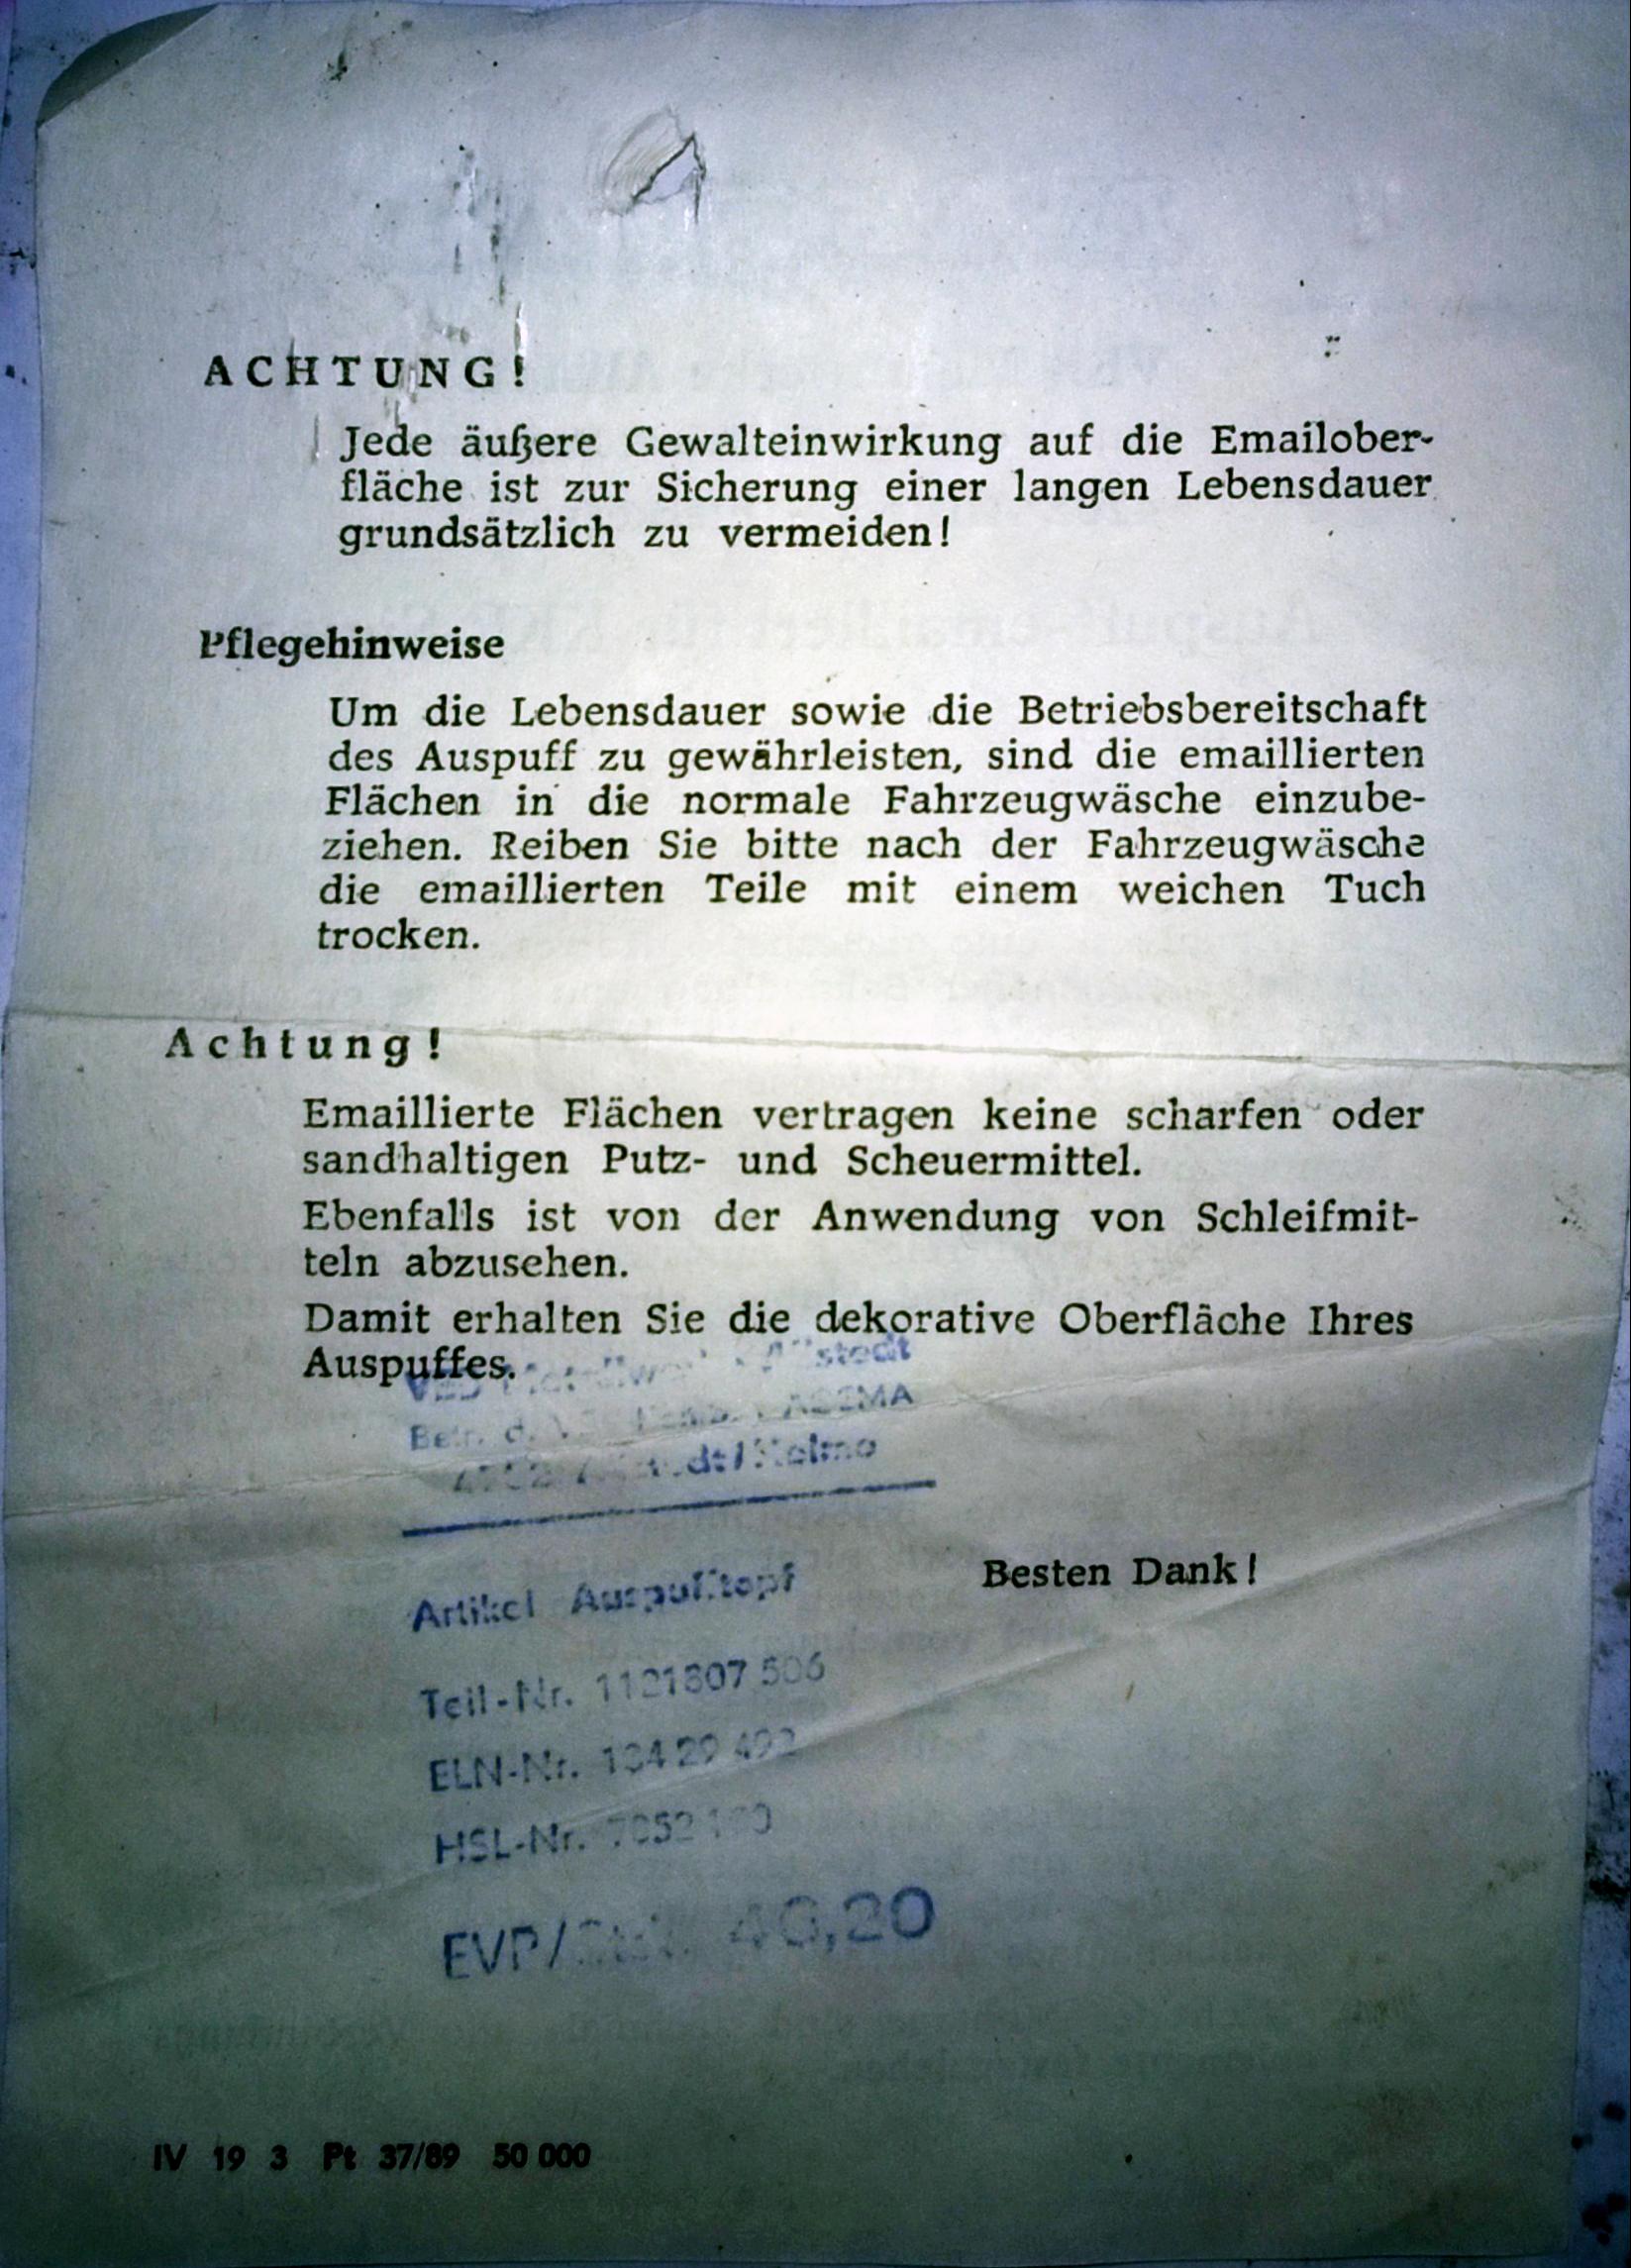 ACHTUNG!
Jede äußere Gewalteinwirkung auf die Emailober-
fläche ist zur Sicherung einer langen Lebensdauer
grundsätzlich zu vermeiden!
Pflegehinweise
Um die Lebensdauer sowie die Betriebsbereitschaft
des Auspuff zu gewährleisten, sind die emaillierten
Flächen in die normale Fahrzeugwäsche einzube-
ziehen. Reiben Sie bitte nach der Fahrzeugwäsche
die emaillierten Teile mit einem weichen Tuch
trocken.
Achtung!
Emaillierte Flächen vertragen keine scharfen oder
sandhaltigen Putz- und Scheuermittel.
Ebenfalls ist von der Anwendung von Schleifmit-
teln abzusehen.
Damit erhalten Sie die dekorative Oberfläche Ihres
Auspuffes.
VEB
Betr. d.
Besten Dank!
Artikel Auspufftopf
Teil-Nr.
ELN-Nr.
HSL-Nr.
EVP/
IV 19 3 Pt 37/89 50 000